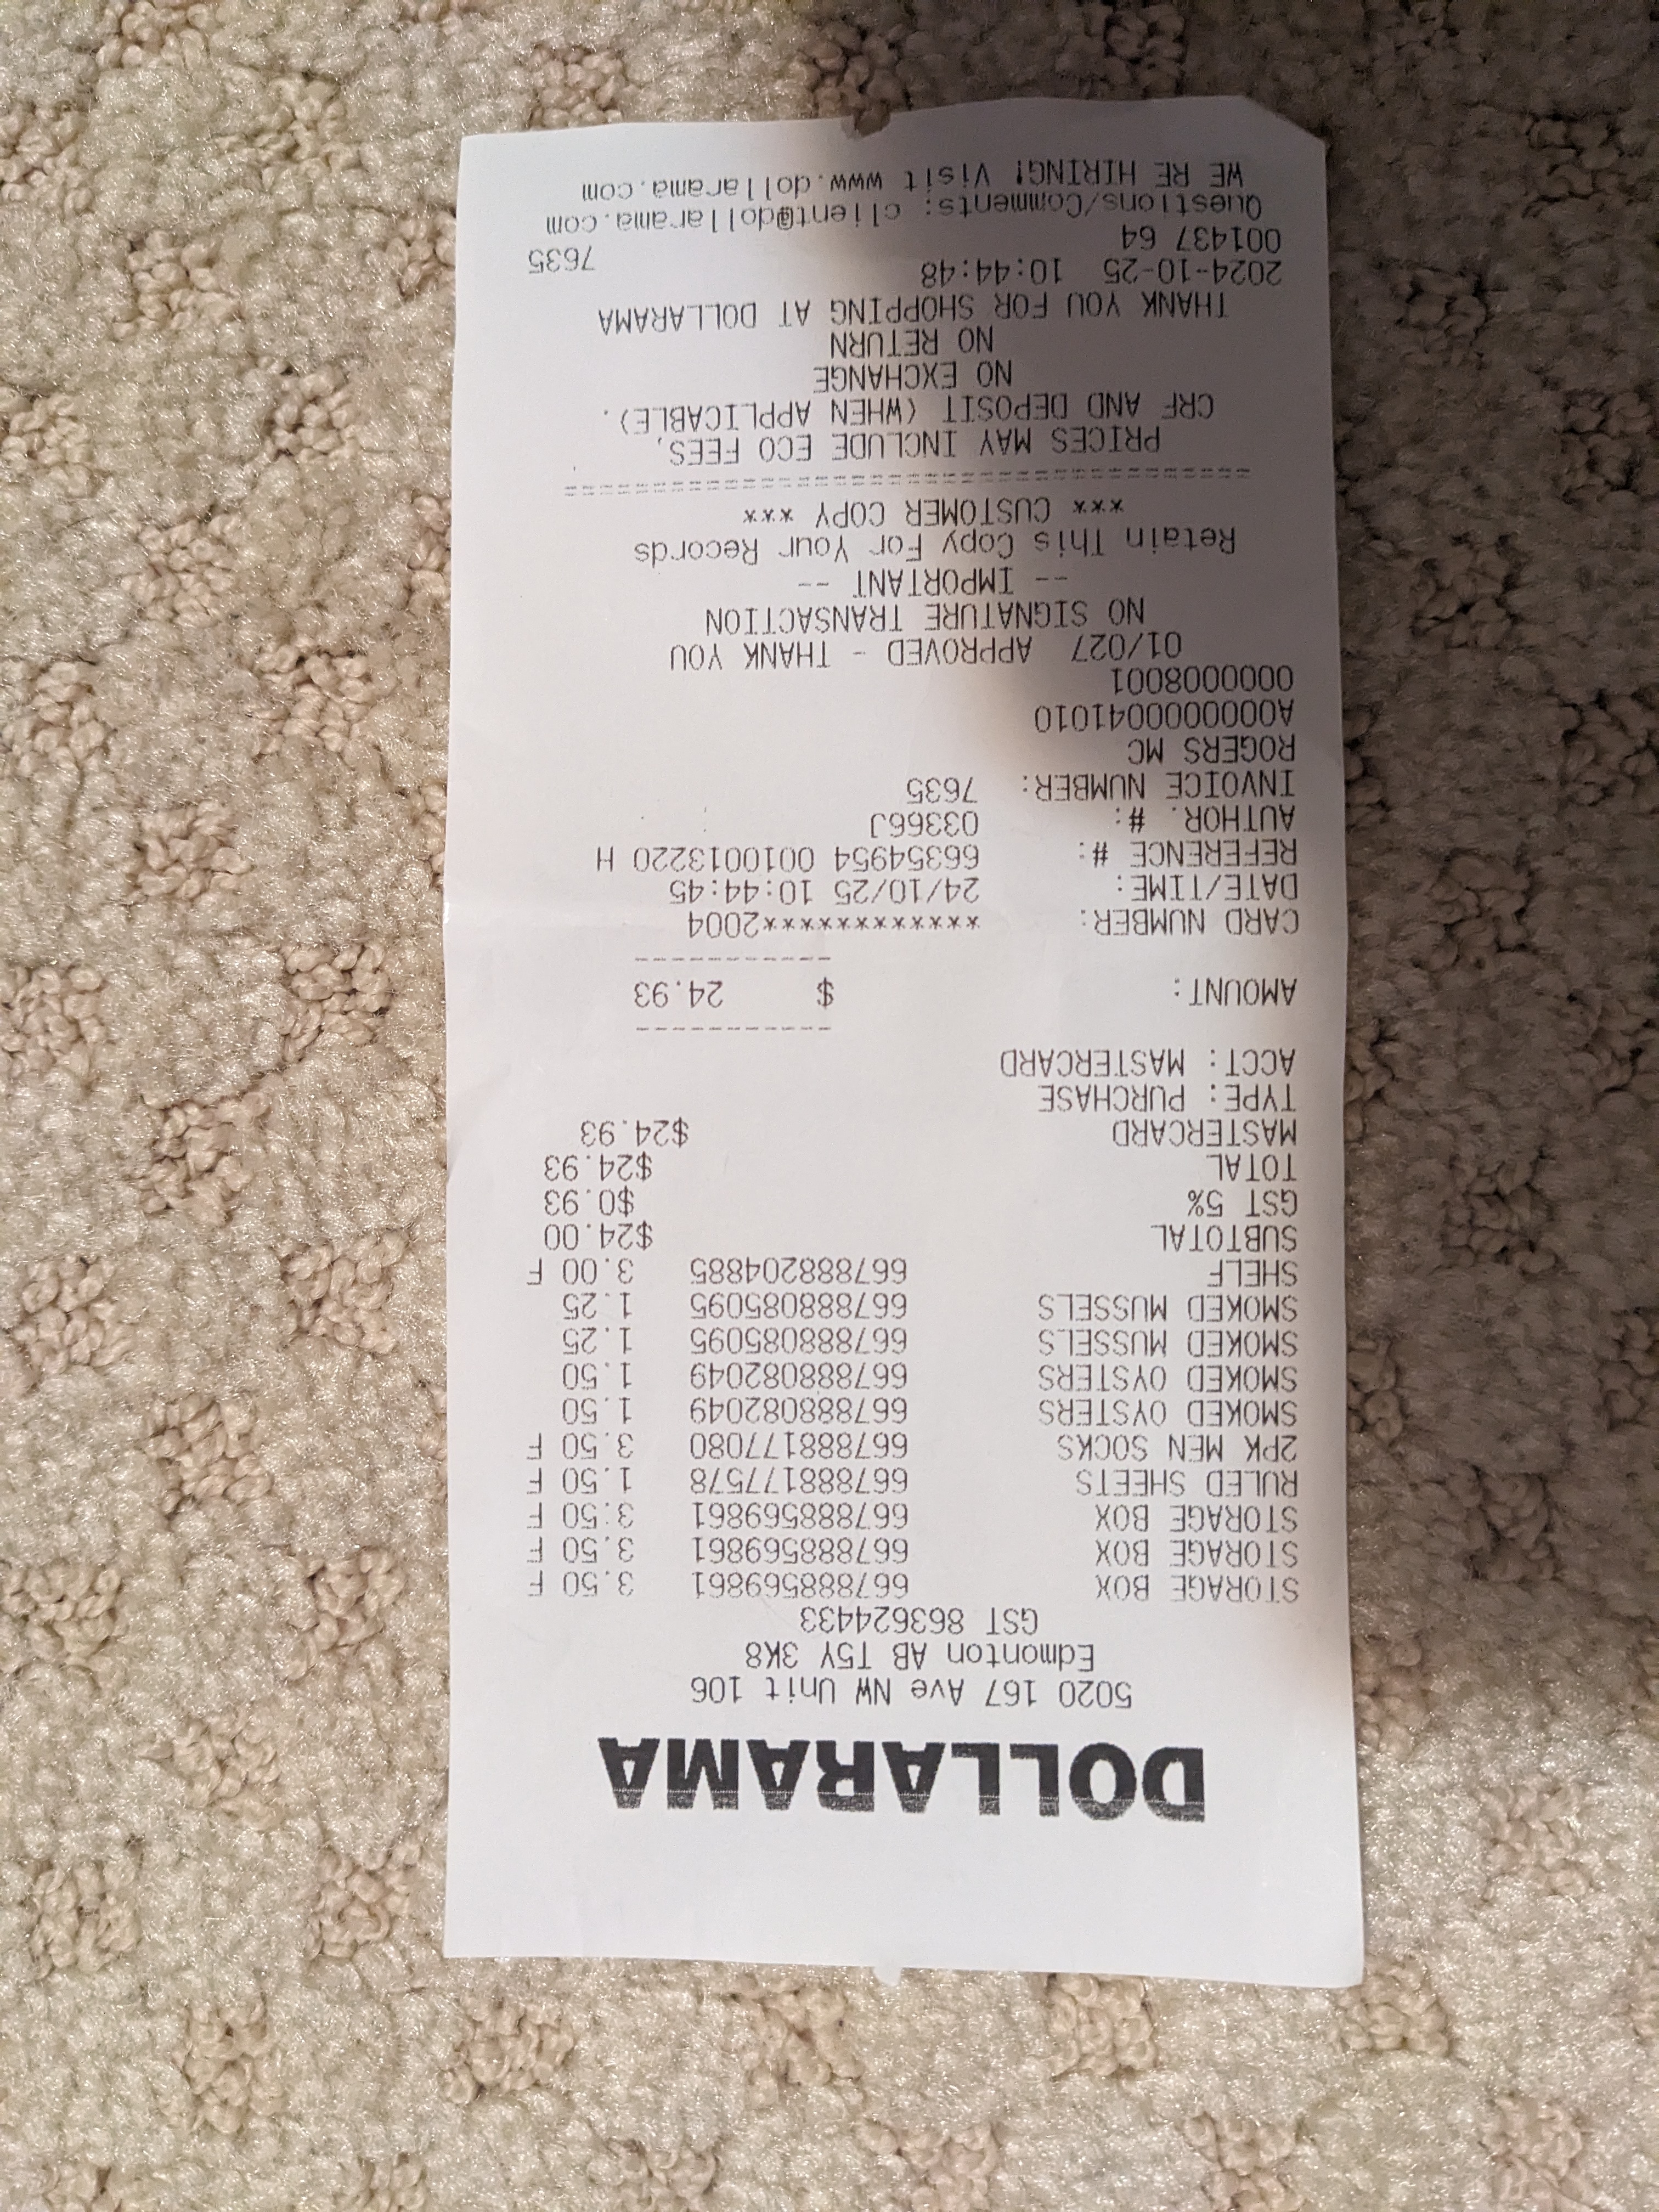 DOLLARAMA
5020 167 Ave NW Unit 106
Edmonton AB T5Y 3K8
GST 863624433
STORAGE BOX 667888569861 3.50 F
STORAGE BOX 667888569861 3.50 F
STORAGE BOX 667888569861 3.50 F
RULED SHEETS 667888177578 1.50 F
2PK MEN SOCKS 667888177080 3.50 F
SMOKED OYSTERS 667888082049 1.50
SMOKED OYSTERS 667888082049 1.50
SMOKED MUSSELS 667888085095 1.25
SMOKED MUSSELS 667888085095 1.25
SHELF 667888204885 3.00 F
SUBTOTAL $24.00
GST 5% $0.93
TOTAL $24.93
MASTERCARD $24.93
TYPE: PURCHASE
ACCT: MASTERCARD
-----------
AMOUNT: $ 24.93
-----------
CARD NUMBER: ************2004
DATE/TIME: 24/10/25 10:44:45
REFERENCE #: 66354954 0010013220 H
AUTHOR. #: 03366J
INVOICE NUMBER: 7635
ROGERS MC
A0000000041010
0000008001
01/027 APPROVED - THANK YOU
NO SIGNATURE TRANSACTION
-- IMPORTANT --
Retain This Copy For Your Records
*** CUSTOMER COPY ***
--------------------------------------
PRICES MAY INCLUDE ECO FEES,
CRF AND DEPOSIT (WHEN APPLICABLE).
NO EXCHANGE
NO RETURN
THANK YOU FOR SHOPPING AT DOLLARAMA
2024-10-25 10:44:48 7635
001437 64
Questions/Comments: client@dollarama.com
WE RE HIRING! Visit www.dollarama.com